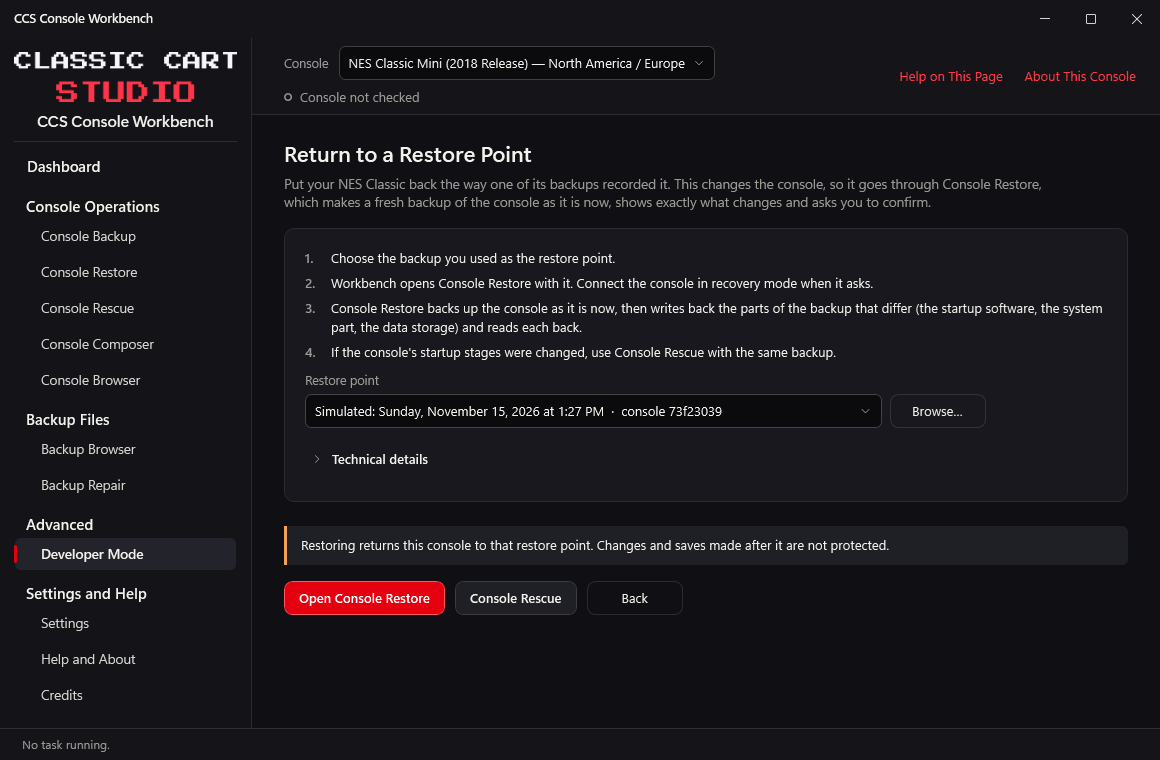 CCS Console Workbench
CLASSIC CART
STUDIO
CCS Console Workbench
Dashboard
Console Operations
Console Backup
Console Restore
Console Rescue
Console Composer
Console Browser
Backup Files
Backup Browser
Backup Repair
Advanced
Developer Mode
Settings and Help
Settings
Help and About
Credits
Console
NES Classic Mini (2018 Release) — North America / Europe
Console not checked
Help on This Page
About This Console
Return to a Restore Point
Put your NES Classic back the way one of its backups recorded it. This changes the console, so it goes through Console Restore,
which makes a fresh backup of the console as it is now, shows exactly what changes and asks you to confirm.
1. Choose the backup you used as the restore point.
2. Workbench opens Console Restore with it. Connect the console in recovery mode when it asks.
3. Console Restore backs up the console as it is now, then writes back the parts of the backup that differ (the startup software, the system
part, the data storage) and reads each back.
4. If the console's startup stages were changed, use Console Rescue with the same backup.
Restore point
Simulated: Sunday, November 15, 2026 at 1:27 PM · console 73f23039
Browse...
Technical details
Restoring returns this console to that restore point. Changes and saves made after it are not protected.
Open Console Restore
Console Rescue
Back
No task running.